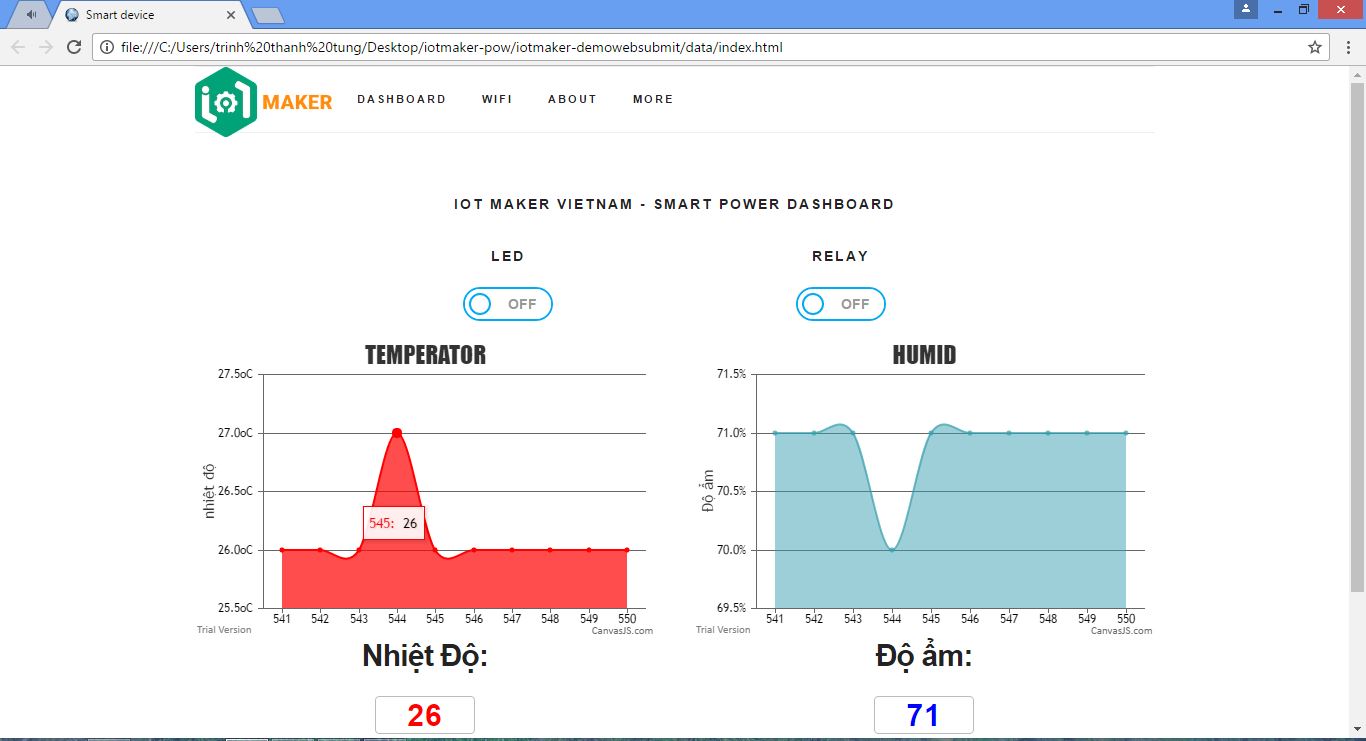 Smart device
file:///C:/Users/trinh%20thanh%20tung/Desktop/iotmaker-pow/iotmaker-demowebsubmit/data/index.html
ioT MAKER DASHBOARD WIFI ABOUT MORE
IOT MAKER VIETNAM - SMART POWER DASHBOARD
LED RELAY
OFF OFF
TEMPERATOR
27.5oC
27.0oC
26.5oC
26.0oC
25.5oC
nhiệt độ
545: 26
541 542 543 544 545 546 547 548 549 550
Trial Version CanvasJS.com
HUMID
71.5%
71.0%
70.5%
70.0%
69.5%
Độ ẩm
541 542 543 544 545 546 547 548 549 550
Trial Version CanvasJS.com
Nhiệt Độ: Độ ẩm:
26 71